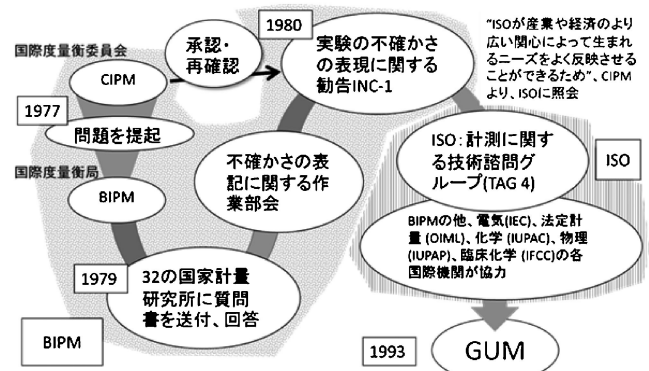 国際度量衡委員会
CIPM
承認・
再確認
1980
実験の不確かさ
の表現に関する
勧告INC-1
"ISOが産業や経済のより
広い関心によって生まれ
るニーズをよく反映させる
ことができるため"、CIPM
より、ISOに照会
1977
問題を提起
国際度量衡局
BIPM
不確かさの表
記に関する作
業部会
ISO:計測に関す
る技術諮問グ
ループ(TAG 4)
ISO
BIPMの他、電気(IEC)、法定計
量 (OIML)、化学 (IUPAC)、物理
(IUPAP)、臨床化学 (IFCC)の各
国際機関が協力
1979
32の国家計量
研究所に質問
書を送付、回答
BIPM
1993
GUM